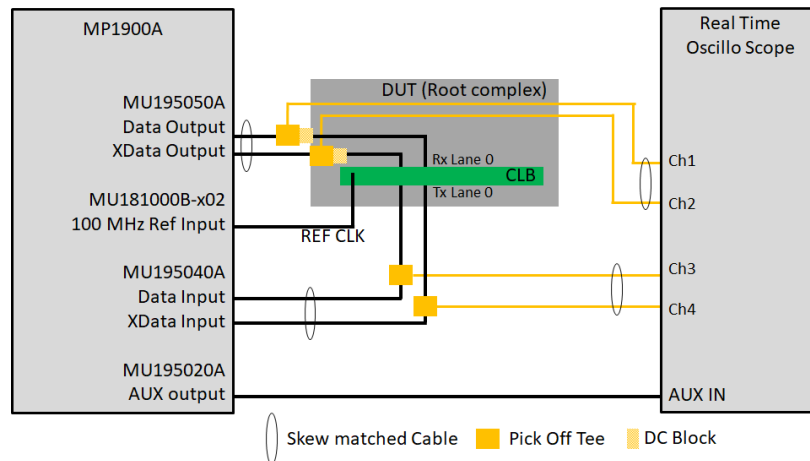 MP1900A
Real Time
Oscillo Scope
DUT (Root complex)
MU195050A
Data Output
XData Output
Rx Lane 0
CLB
Tx Lane 0
Ch1
Ch2
MU181000B-x02
100 MHz Ref Input
REF CLK
MU195040A
Data Input
XData Input
Ch3
Ch4
MU195020A
AUX output
AUX IN
Skew matched Cable
Pick Off Tee
DC Block